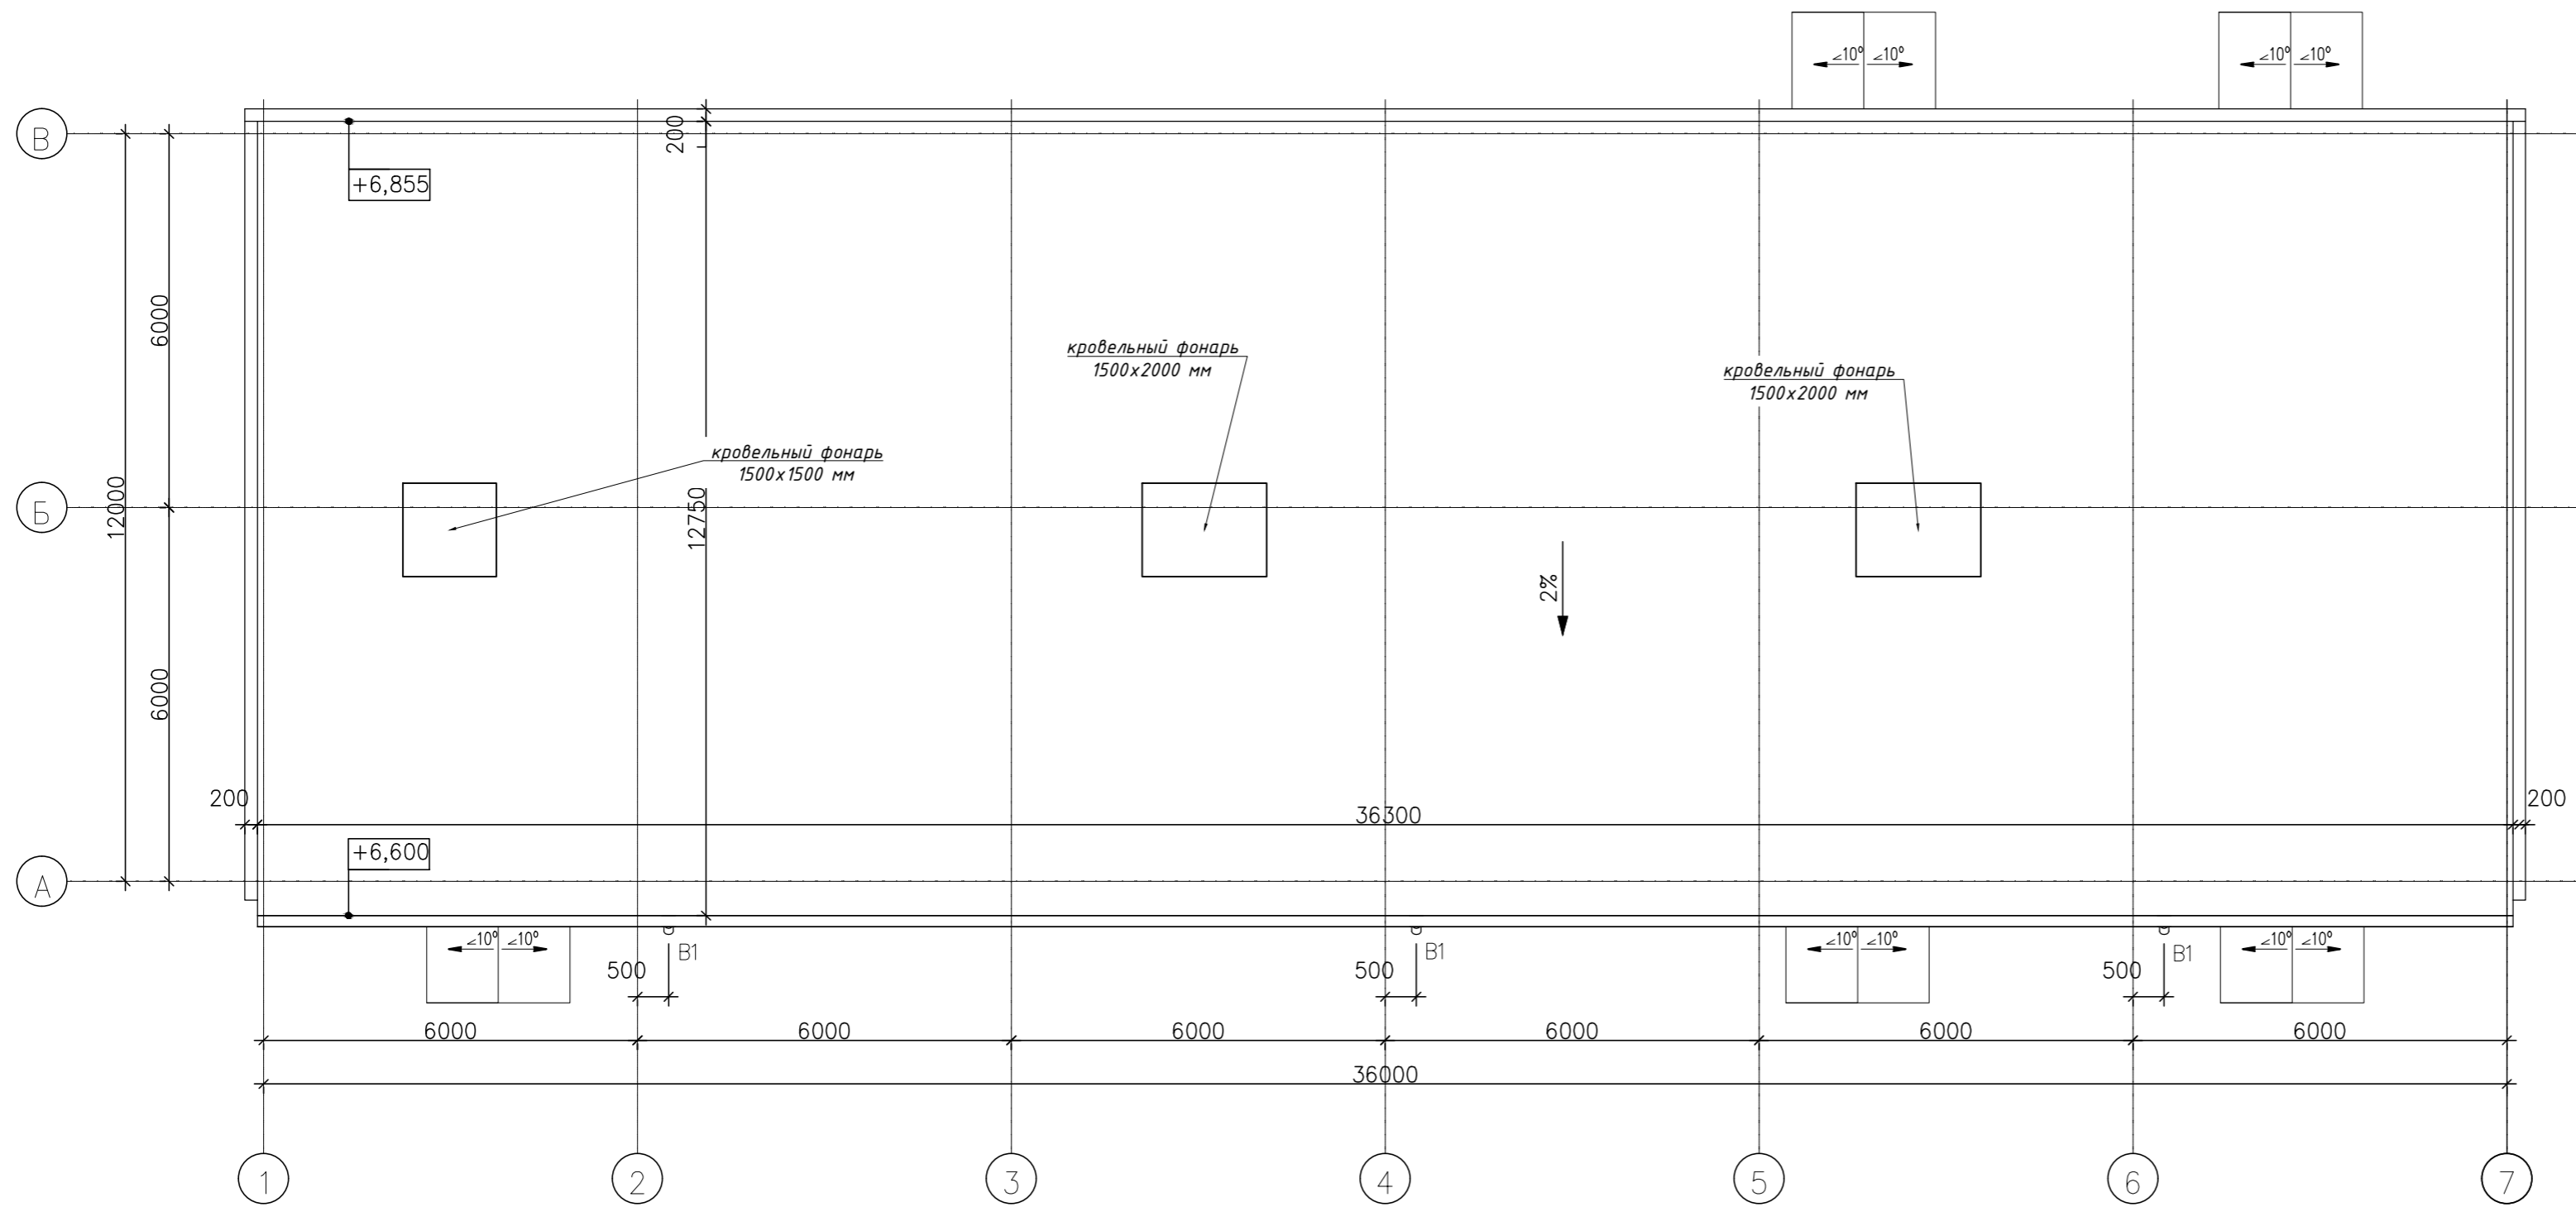 ≤10° ≤10°
≤10° ≤10°
В
200
+6,855
6000
кровельный фонарь
1500х2000 мм
кровельный фонарь
1500х2000 мм
кровельный фонарь
1500х1500 мм
Б
12000
12750
2%
6000
200
36300
200
+6,600
А
≤10° ≤10°
В1
500
В1
500
≤10° ≤10°
В1
500
≤10° ≤10°
6000
6000
6000
6000
6000
6000
36000
1
2
3
4
5
6
7